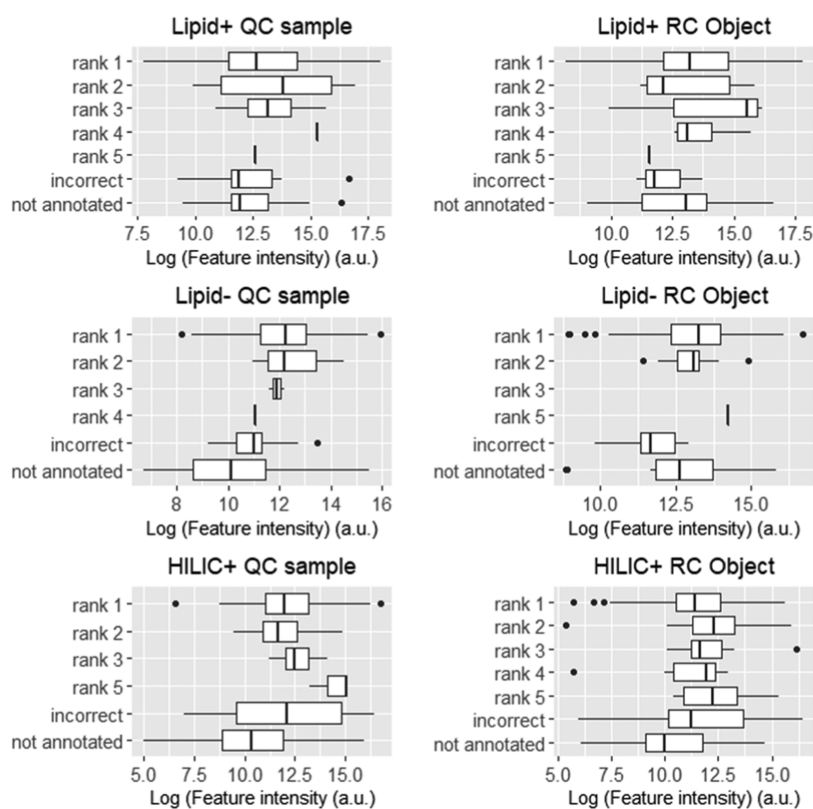 Lipid+ QC sample
rank 1
rank 2
rank 3
rank 4
rank 5
incorrect
not annotated
7.5 10.0 12.5 15.0 17.5
Log (Feature intensity) (a.u.)
Lipid+ RC Object
rank 1
rank 2
rank 3
rank 4
rank 5
incorrect
not annotated
10.0 12.5 15.0 17.5
Log (Feature intensity) (a.u.)
Lipid- QC sample
rank 1
rank 2
rank 3
rank 4
incorrect
not annotated
8 10 12 14 16
Log (Feature intensity) (a.u.)
Lipid- RC Object
rank 1
rank 2
rank 3
rank 5
incorrect
not annotated
10.0 12.5 15.0
Log (Feature intensity) (a.u.)
HILIC+ QC sample
rank 1
rank 2
rank 3
rank 5
incorrect
not annotated
5.0 7.5 10.0 12.5 15.0
Log (Feature intensity) (a.u.)
HILIC+ RC Object
rank 1
rank 2
rank 3
rank 4
rank 5
incorrect
not annotated
5.0 7.5 10.0 12.5 15.0
Log (Feature intensity) (a.u.)